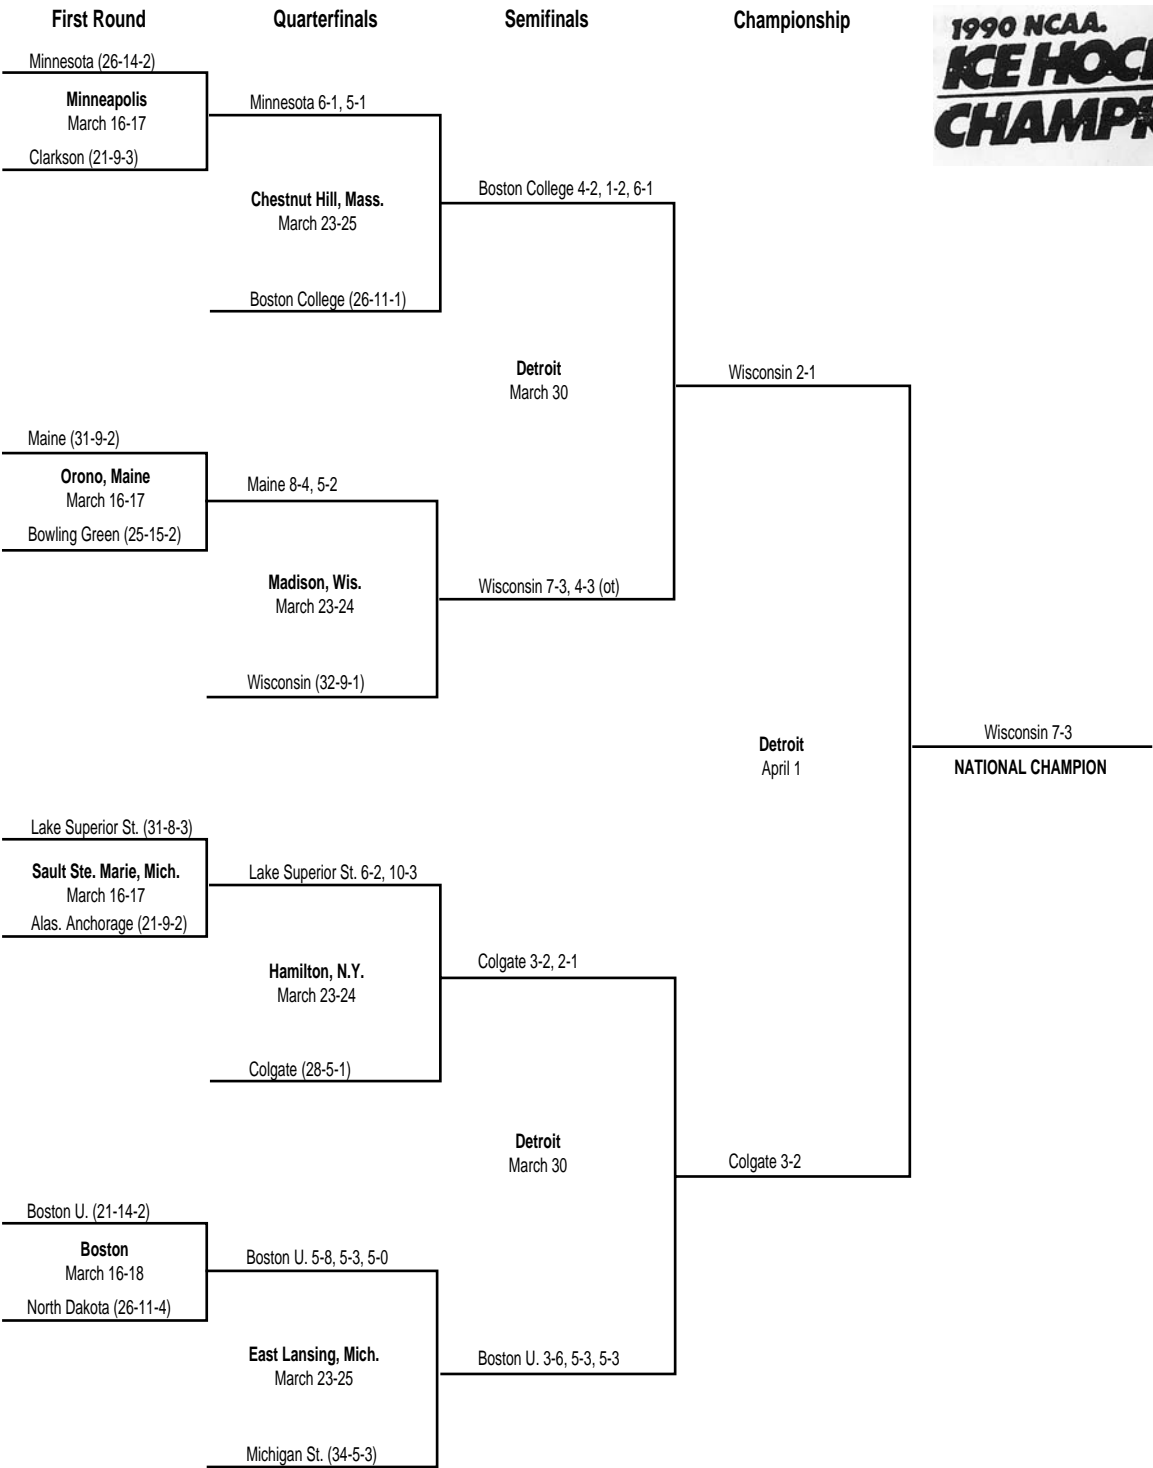 First Round
Quarterfinals
Semifinals
Championship
1990 NCAA.
ICE HOC
CHAMP
Minnesota (26-14-2)
Minneapolis
March 16-17
Clarkson (21-9-3)
Minnesota 6-1, 5-1
Chestnut Hill, Mass.
March 23-25
Boston College (26-11-1)
Boston College 4-2, 1-2, 6-1
Detroit
March 30
Wisconsin 2-1
Maine (31-9-2)
Orono, Maine
March 16-17
Bowling Green (25-15-2)
Maine 8-4, 5-2
Madison, Wis.
March 23-24
Wisconsin (32-9-1)
Wisconsin 7-3, 4-3 (ot)
Detroit
April 1
Wisconsin 7-3
NATIONAL CHAMPION
Lake Superior St. (31-8-3)
Sault Ste. Marie, Mich.
March 16-17
Alas. Anchorage (21-9-2)
Lake Superior St. 6-2, 10-3
Hamilton, N.Y.
March 23-24
Colgate (28-5-1)
Colgate 3-2, 2-1
Detroit
March 30
Colgate 3-2
Boston U. (21-14-2)
Boston
March 16-18
North Dakota (26-11-4)
Boston U. 5-8, 5-3, 5-0
East Lansing, Mich.
March 23-25
Michigan St. (34-5-3)
Boston U. 3-6, 5-3, 5-3